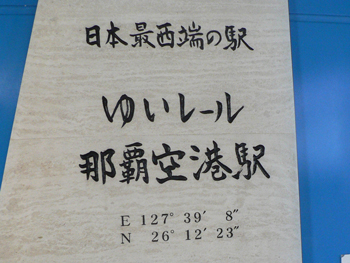 日本最西端の駅
ゆいレール
那覇空港駅
E 127° 39′ 8″
N 26° 12′ 23″